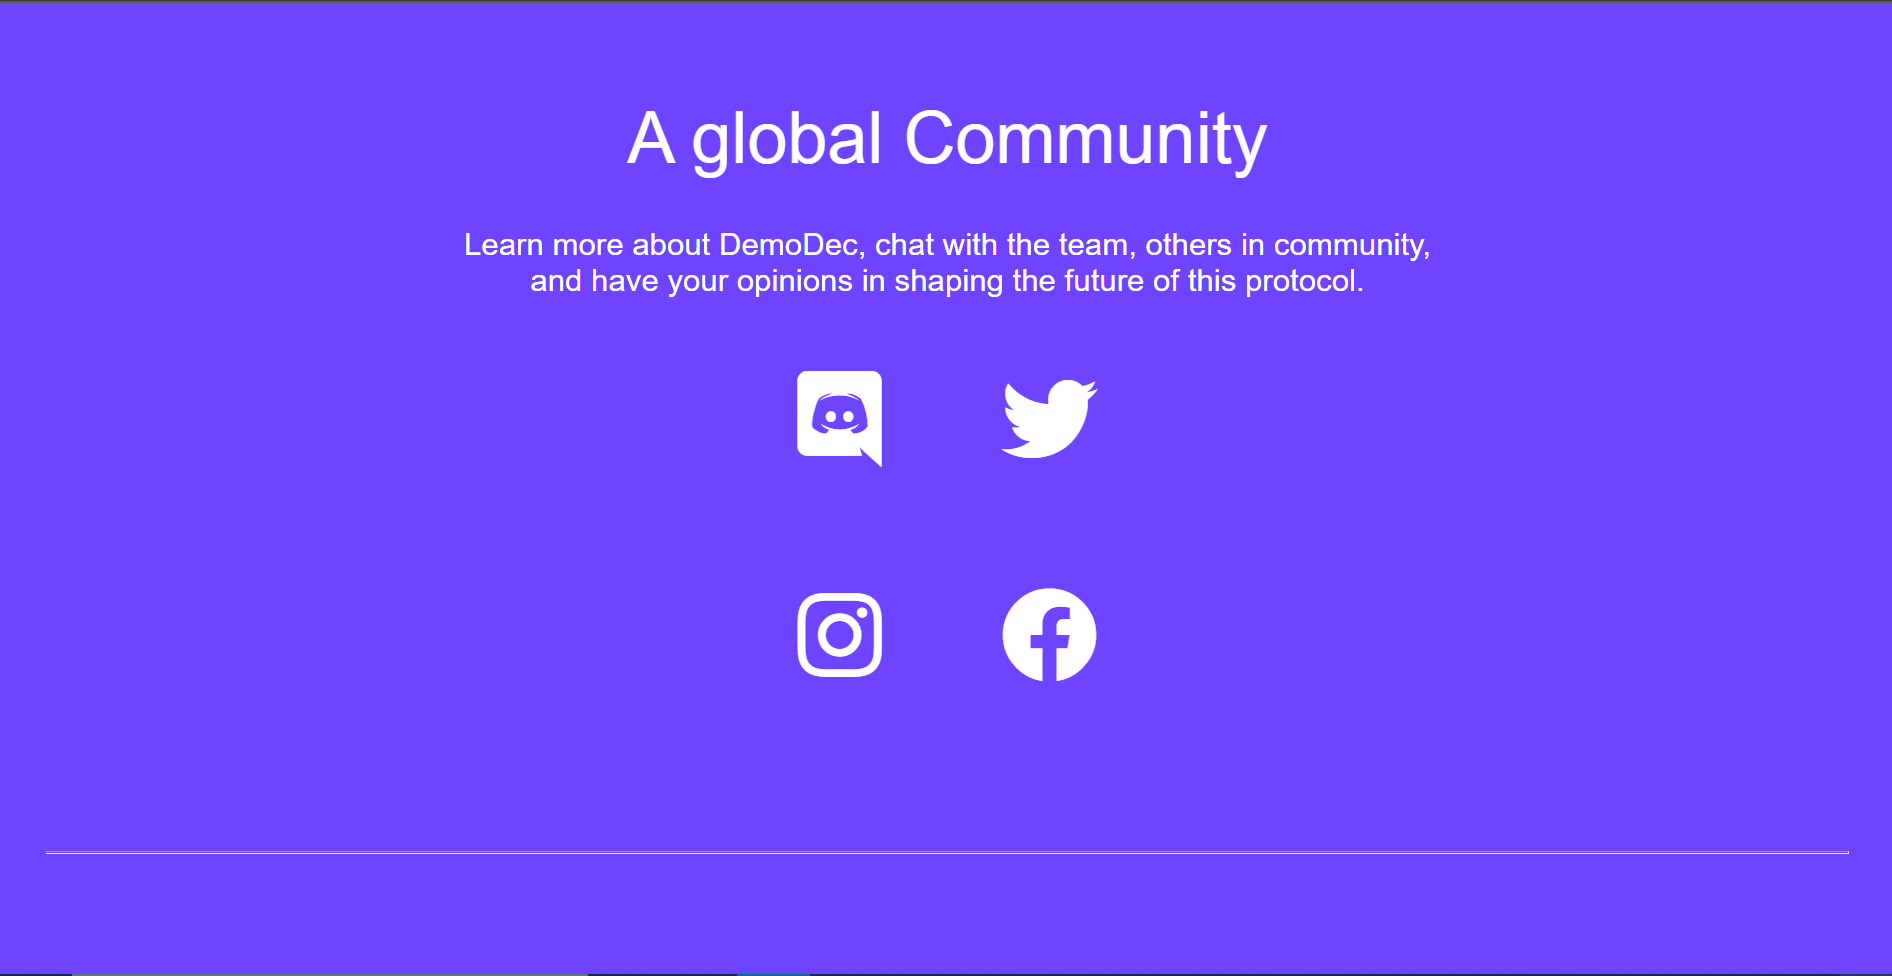 A global Community
Learn more about DemoDec, chat with the team, others in community,
and have your opinions in shaping the future of this protocol.